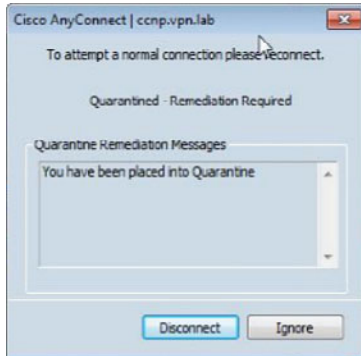 Cisco AnyConnect | ccnp.vpn.lab
To attempt a normal connection please reconnect.
Quarantined - Remediation Required
Quarantine Remediation Messages
You have been placed into Quarantine
Disconnect
Ignore